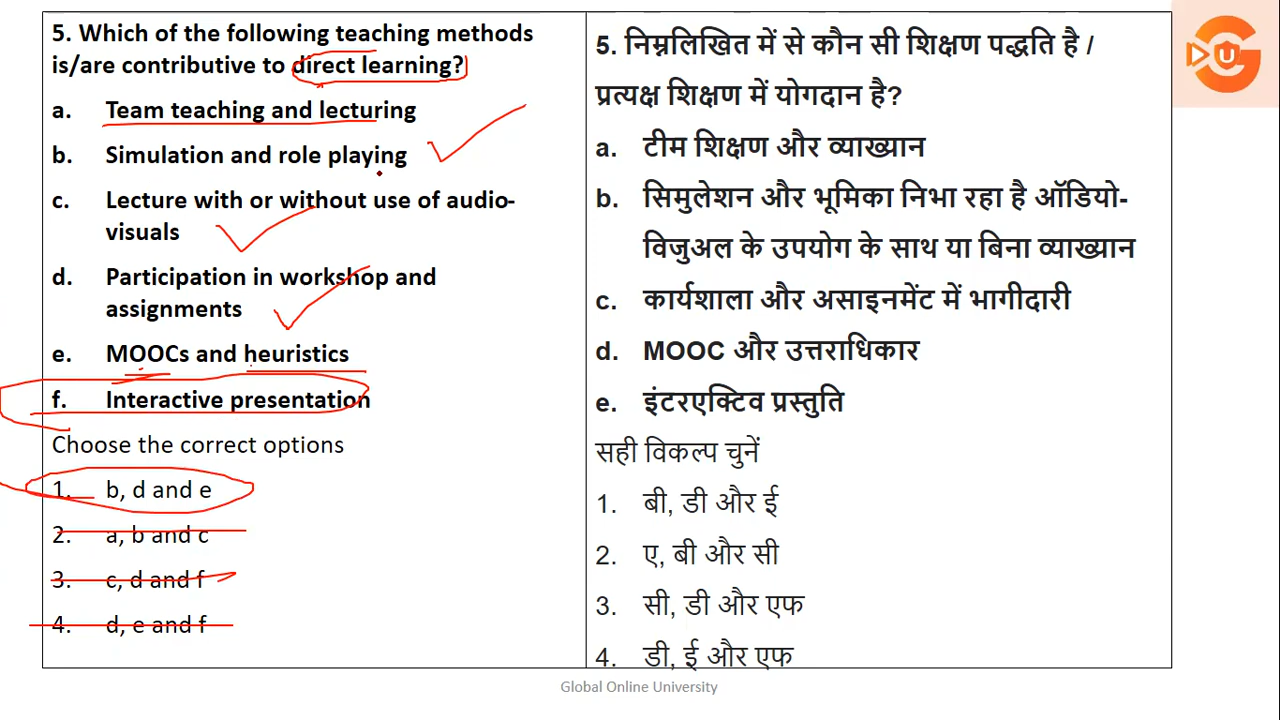 5. Which of the following teaching methods
is/are contributive to direct learning?
a. Team teaching and lecturing
b. Simulation and role playing
c. Lecture with or without use of audio-
visuals
d. Participation in workshop and
assignments
e. MOOCs and heuristics
f. Interactive presentation
Choose the correct options
1. b, d and e
2. a, b and c
3. c, d and f
4. d, e and f
5. निम्नलिखित में से कौन सी शिक्षण पद्धति है /
प्रत्यक्ष शिक्षण में योगदान है?
a. टीम शिक्षण और व्याख्यान
b. सिमुलेशन और भूमिका निभा रहा है ऑडियो-
विजुअल के उपयोग के साथ या बिना व्याख्यान
c. कार्यशाला और असाइनमेंट में भागीदारी
d. MOOC और उत्तराधिकार
e. इंटरएक्टिव प्रस्तुति
सही विकल्प चुनें
1. बी, डी और ई
2. ए, बी और सी
3. सी, डी और एफ
4. डी, ई और एफ
U
Global Online University